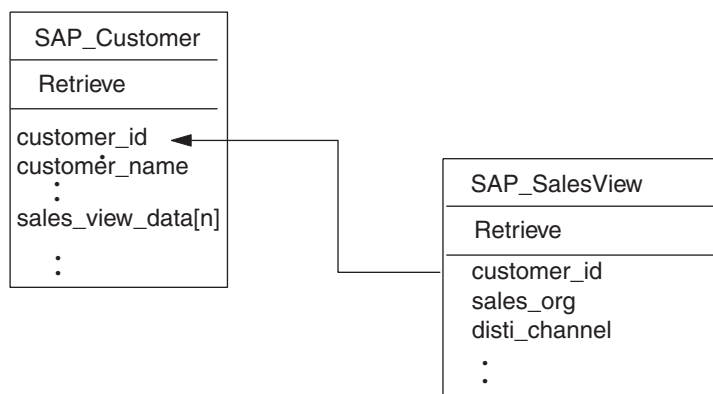 SAP_Customer
Retrieve
customer_id
customer_name
sales_view_data[n]
SAP_SalesView
Retrieve
customer_id
sales_org
disti_channel